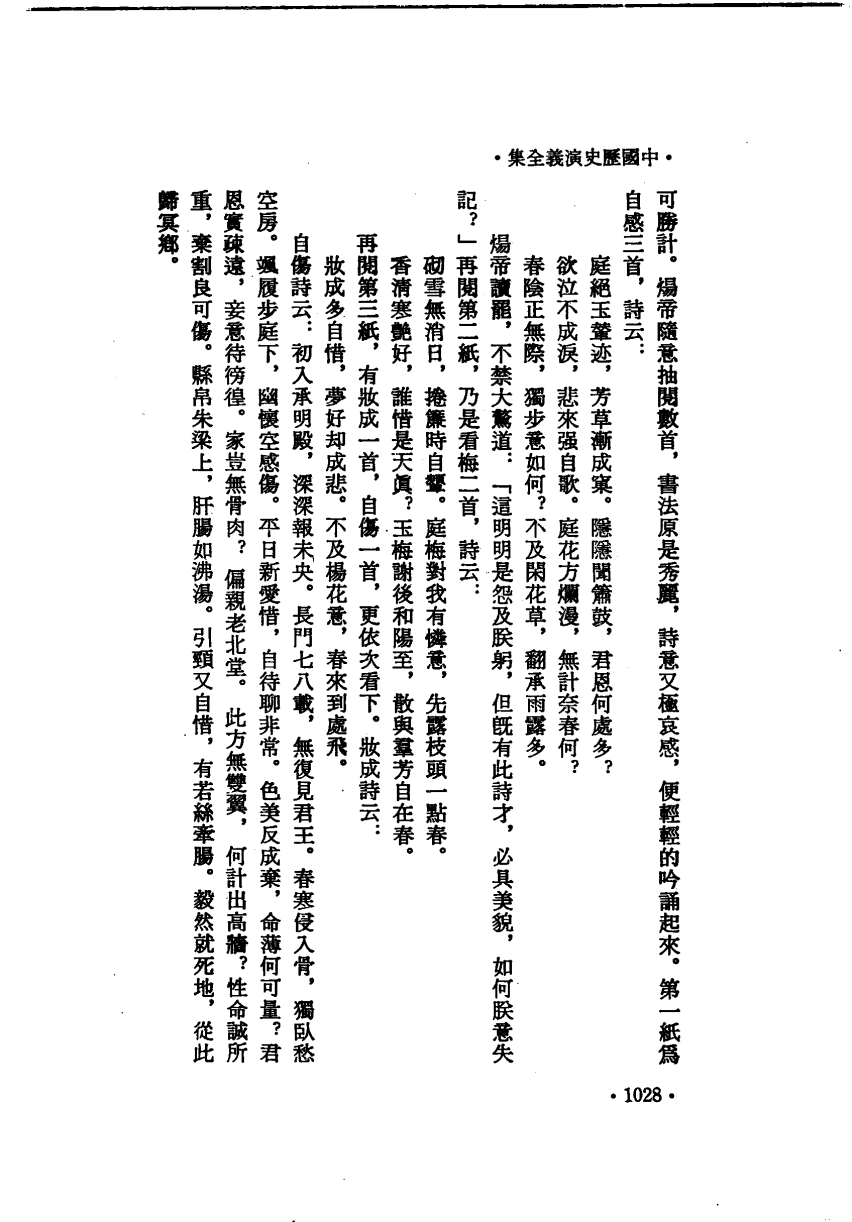 ・中國歷史演義全集・
可勝計。煬帝隨意抽閱數首，書法原是秀麗，詩意又極哀感，便輕輕的吟誦起來。第一紙爲
自感三首，詩云：
庭絕玉輦迹，芳草漸成窠。隱隱聞簫鼓，君恩何處多？
欲泣不成淚，悲來强自歌。庭花方爛漫，無計奈春何？
春陰正無際，獨步意如何？不及閑花草，翻承雨露多。
煬帝讀罷，不禁大驚道：「這明明是怨及朕躬，但既有此詩才，必具美貌，如何朕意失
記？」再閱第二紙，乃是看梅二首，詩云：
砌雪無消日，捲簾時自顰。庭梅對我有憐意，先露枝頭一點春。
香清寒艷好，誰惜是天眞？玉梅謝後和陽至，散與羣芳自在春。
再閱第三紙，有妝成一首，自傷一首，更依次看下。妝成詩云：
妝成多自惜，夢好却成悲。不及楊花意，春來到處飛。
自傷詩云：初入承明殿，深深報未央。長門七八載，無復見君王。春寒侵入骨，獨臥愁
空房。颯履步庭下，幽懷空感傷。平日新愛惜，自待聊非常。色美反成棄，命薄何可量？君
恩實疎遠，妾意待徬徨。家豈無骨肉？偏親老北堂。此方無雙翼，何計出高牆？性命誠所
重，棄割良可傷。懸帛朱梁上，肝腸如沸湯。引頸又自惜，有若絲牽腸。毅然就死地，從此
歸冥鄉。
・1028・